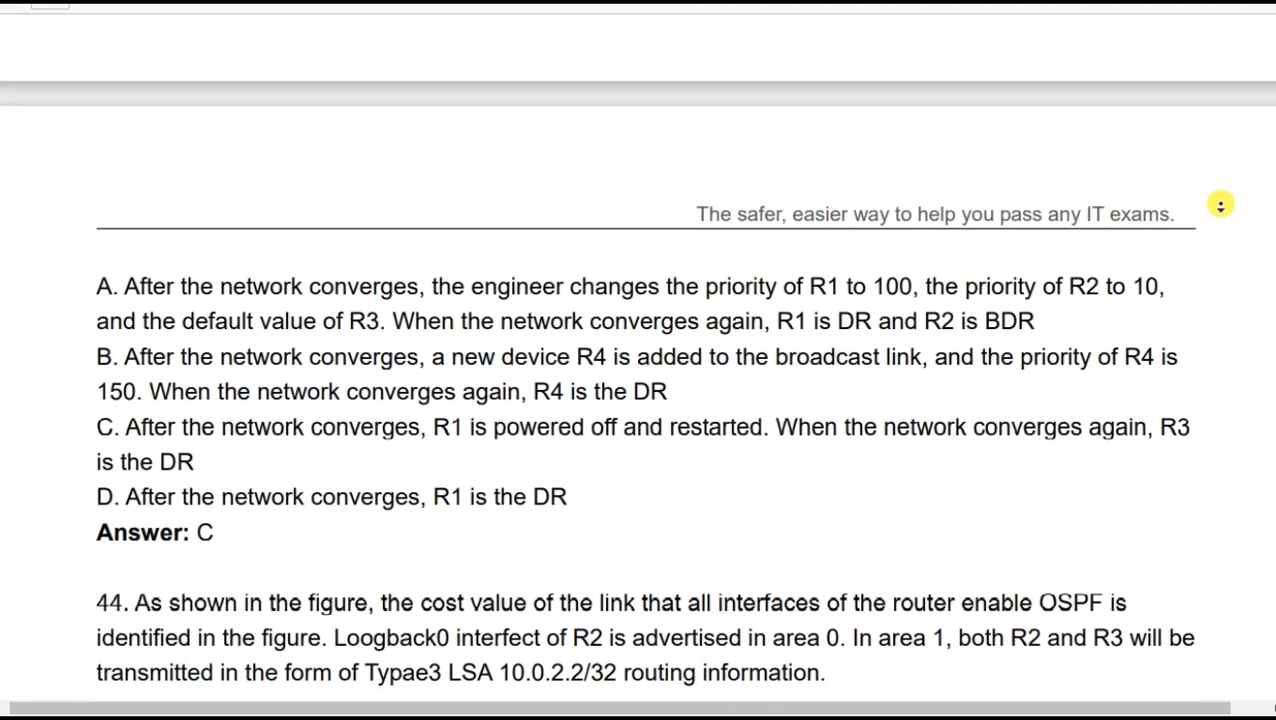 The safer, easier way to help you pass any IT exams.
A. After the network converges, the engineer changes the priority of R1 to 100, the priority of R2 to 10,
and the default value of R3. When the network converges again, R1 is DR and R2 is BDR
B. After the network converges, a new device R4 is added to the broadcast link, and the priority of R4 is
150. When the network converges again, R4 is the DR
C. After the network converges, R1 is powered off and restarted. When the network converges again, R3
is the DR
D. After the network converges, R1 is the DR
Answer: C
44. As shown in the figure, the cost value of the link that all interfaces of the router enable OSPF is
identified in the figure. Loogback0 interfect of R2 is advertised in area 0. In area 1, both R2 and R3 will be
transmitted in the form of Typae3 LSA 10.0.2.2/32 routing information.